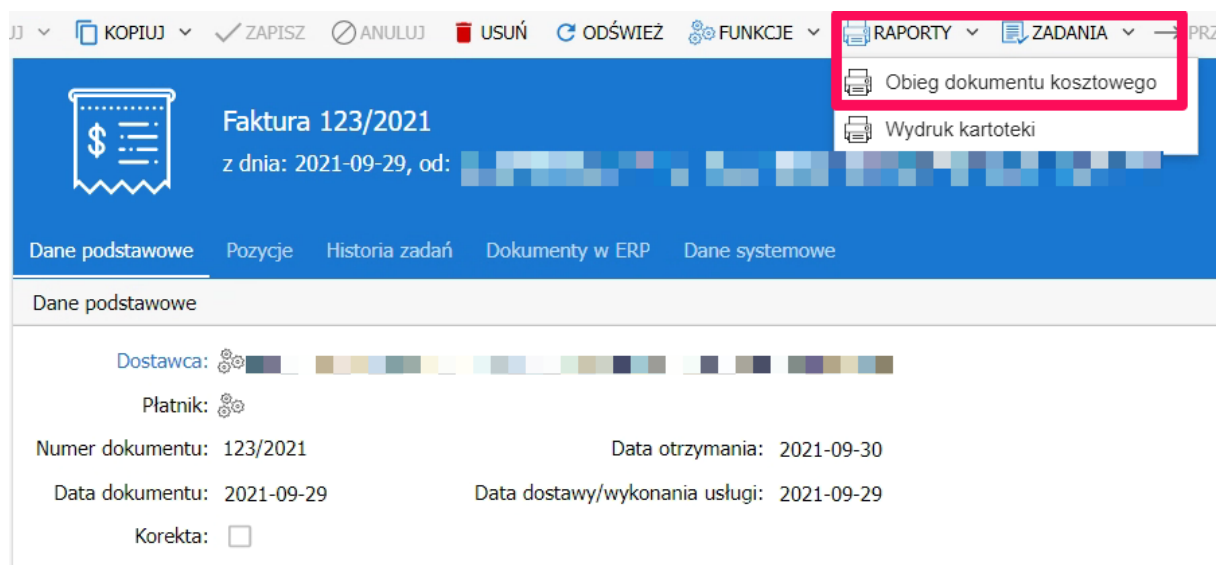 UJ KOPIUJ ZAPISZ ANULUJ USUŃ ODŚWIEŻ FUNKCJE RAPORTY ZADANIA PRZ
Obieg dokumentu kosztowego
Wydruk kartoteki
$
Faktura 123/2021
z dnia: 2021-09-29, od:
Dane podstawowe Pozycje Historia zadań Dokumenty w ERP Dane systemowe
Dane podstawowe
Dostawca:
Płatnik:
Numer dokumentu: 123/2021 Data otrzymania: 2021-09-30
Data dokumentu: 2021-09-29 Data dostawy/wykonania usługi: 2021-09-29
Korekta: